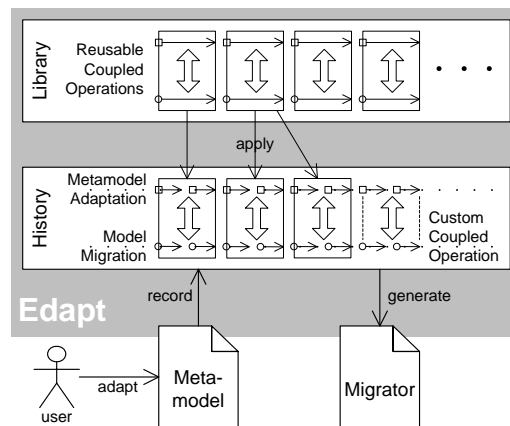 Library
Reusable
Coupled
Operations
. . .
apply
History
Metamodel
Adaptation
Model
Migration
Custom
Coupled
Operation
record
generate
Edapt
user
adapt
Meta-
model
Migrator